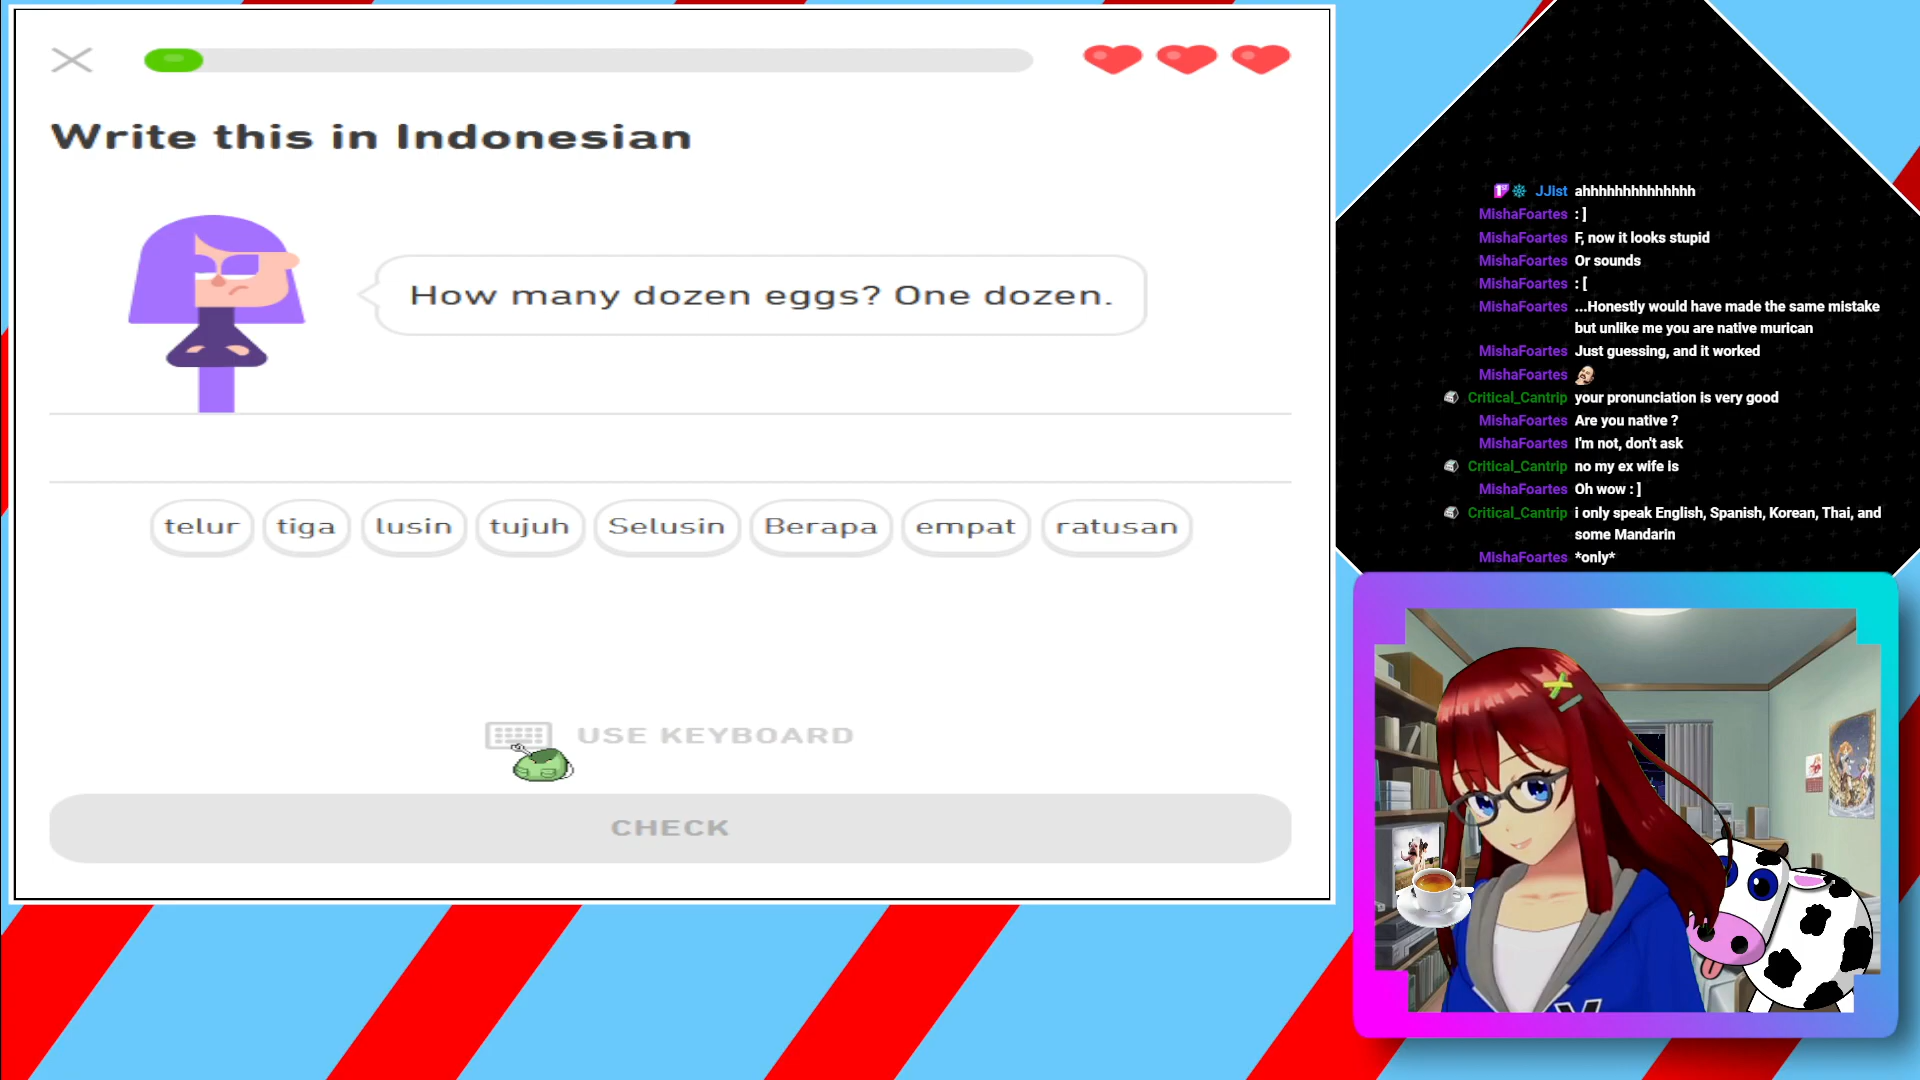 Write this in Indonesian
How many dozen eggs? One dozen.
telur tiga lusin tujuh Selusin Berapa empat ratusan
USE KEYBOARD
CHECK
JJIst ahhhhhhhhhhhhhh
MishaFoartes : ]
MishaFoartes F, now it looks stupid
MishaFoartes Or sounds
MishaFoartes : [
MishaFoartes ...Honestly would have made the same mistake
but unlike me you are native murican
MishaFoartes Just guessing, and it worked
MishaFoartes
Critical_Cantrip your pronunciation is very good
MishaFoartes Are you native ?
MishaFoartes I'm not, don't ask
Critical_Cantrip no my ex wife is
MishaFoartes Oh wow : ]
Critical_Cantrip i only speak English, Spanish, Korean, Thai, and
some Mandarin
MishaFoartes *only*